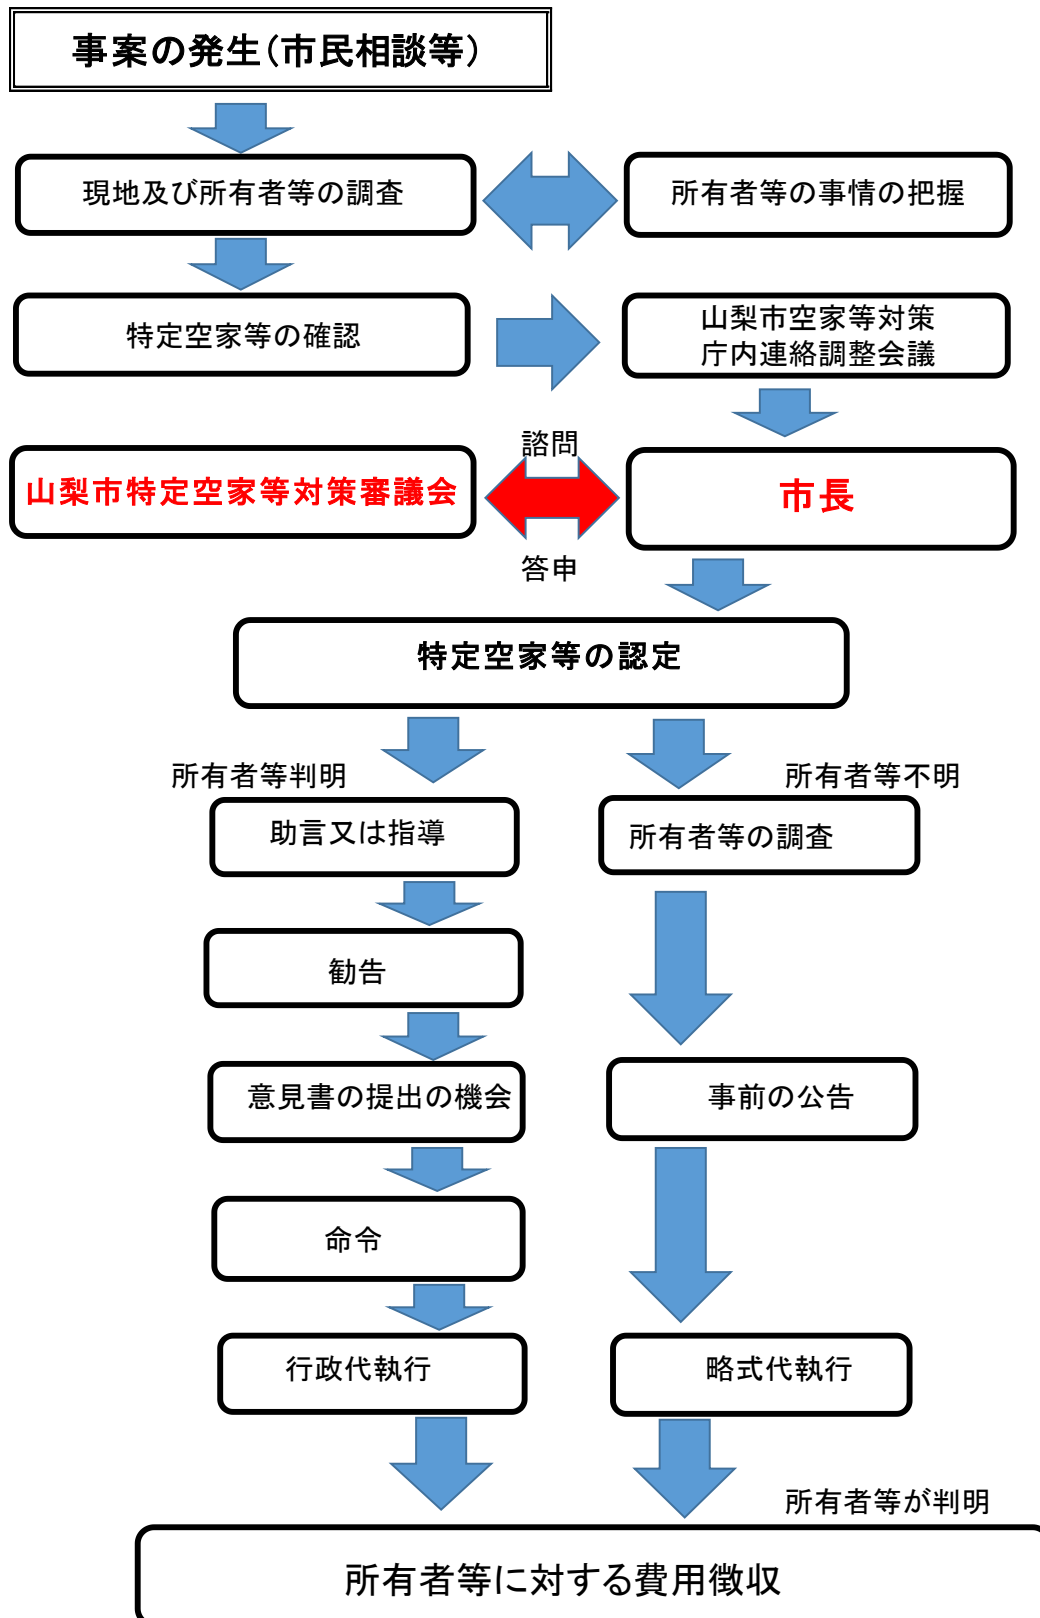 事案の発生（市民相談等）
現地及び所有者等の調査
所有者等の事情の把握
特定空家等の確認
山梨市空家等対策
庁内連絡調整会議
諮問
山梨市特定空家等対策審議会
市長
答申
特定空家等の認定
所有者等判明
所有者等不明
助言又は指導
所有者等の調査
勧告
意見書の提出の機会
事前の公告
命令
行政代執行
略式代執行
所有者等が判明
所有者等に対する費用徴収